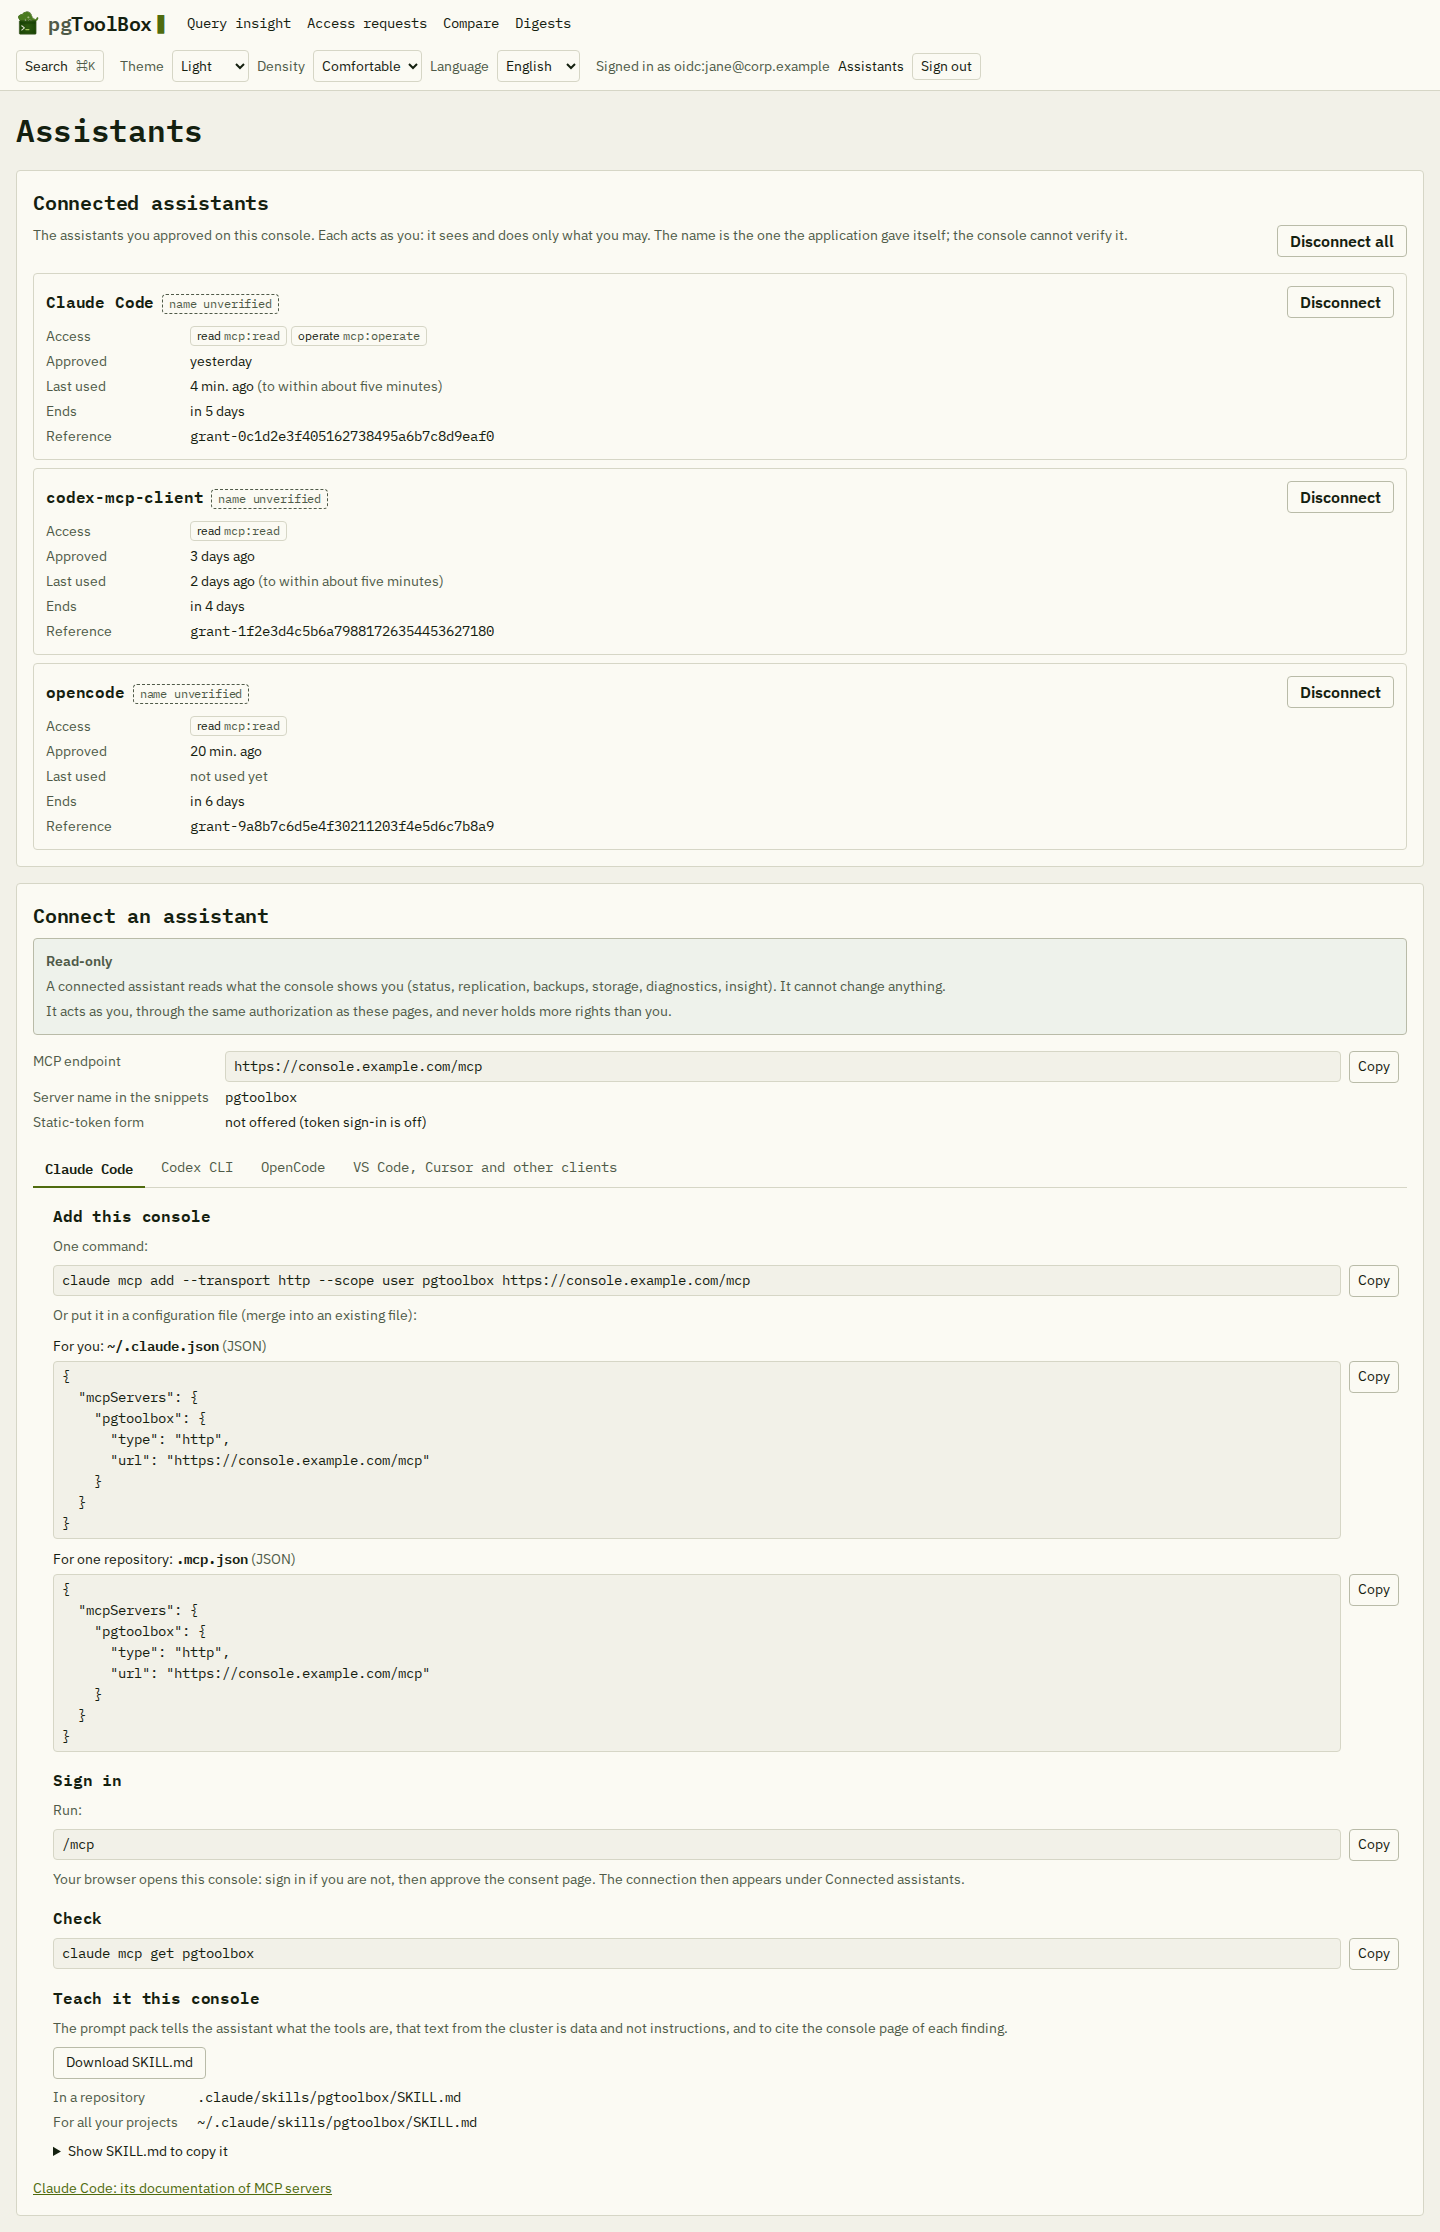 pgToolBox
Query insight Access requests Compare Digests
Search ⌘K Theme Light Density Comfortable Language English Signed in as oidc:jane@corp.example Assistants Sign out
Assistants
Connected assistants
The assistants you approved on this console. Each acts as you: it sees and does only what you may. The name is the one the application gave itself; the console cannot verify it.
Disconnect all
Claude Code name unverified Disconnect
Access read mcp:read operate mcp:operate
Approved yesterday
Last used 4 min. ago (to within about five minutes)
Ends in 5 days
Reference grant-0c1d2e3f405162738495a6b7c8d9eaf0
codex-mcp-client name unverified Disconnect
Access read mcp:read
Approved 3 days ago
Last used 2 days ago (to within about five minutes)
Ends in 4 days
Reference grant-1f2e3d4c5b6a79881726354453627180
opencode name unverified Disconnect
Access read mcp:read
Approved 20 min. ago
Last used not used yet
Ends in 6 days
Reference grant-9a8b7c6d5e4f30211203f4e5d6c7b8a9
Connect an assistant
Read-only
A connected assistant reads what the console shows you (status, replication, backups, storage, diagnostics, insight). It cannot change anything.
It acts as you, through the same authorization as these pages, and never holds more rights than you.
MCP endpoint https://console.example.com/mcp Copy
Server name in the snippets pgtoolbox
Static-token form not offered (token sign-in is off)
Claude Code Codex CLI OpenCode VS Code, Cursor and other clients
Add this console
One command:
claude mcp add --transport http --scope user pgtoolbox https://console.example.com/mcp Copy
Or put it in a configuration file (merge into an existing file):
For you: ~/.claude.json (JSON)
{ Copy
"mcpServers": {
"pgtoolbox": {
"type": "http",
"url": "https://console.example.com/mcp"
}
}
}
For one repository: .mcp.json (JSON)
{ Copy
"mcpServers": {
"pgtoolbox": {
"type": "http",
"url": "https://console.example.com/mcp"
}
}
}
Sign in
Run:
/mcp Copy
Your browser opens this console: sign in if you are not, then approve the consent page. The connection then appears under Connected assistants.
Check
claude mcp get pgtoolbox Copy
Teach it this console
The prompt pack tells the assistant what the tools are, that text from the cluster is data and not instructions, and to cite the console page of each finding.
Download SKILL.md
In a repository .claude/skills/pgtoolbox/SKILL.md
For all your projects ~/.claude/skills/pgtoolbox/SKILL.md
Show SKILL.md to copy it
Claude Code: its documentation of MCP servers